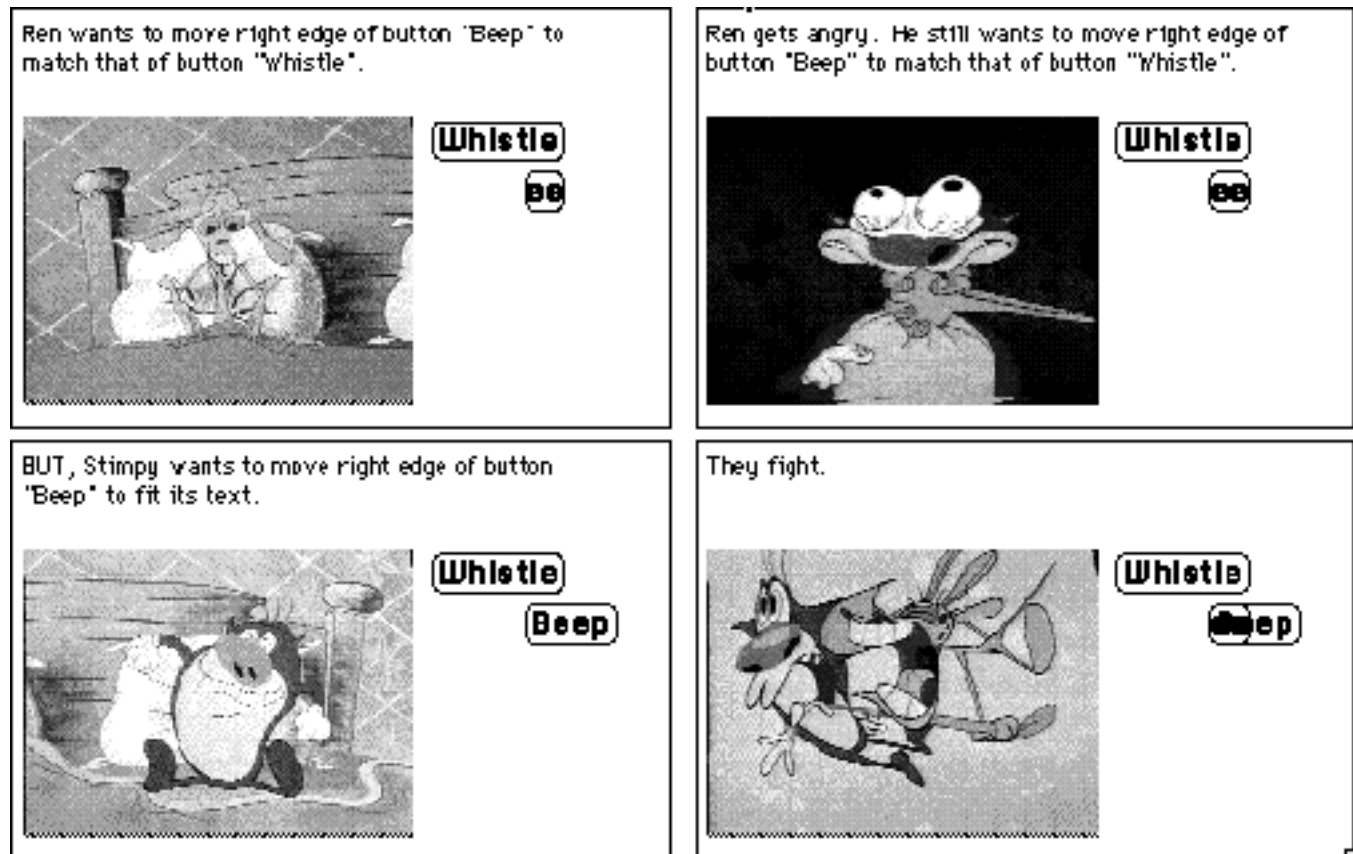 Ren wants to move right edge of button "Beep" to
match that of button "Whistle".
Whistle
ee
Ren gets angry. He still wants to move right edge of
button "Beep" to match that of button "Whistle".
Whistle
ee
BUT, Stimpy wants to move right edge of button
"Beep" to fit its text.
Whistle
Beep
They fight.
Whistle
eep